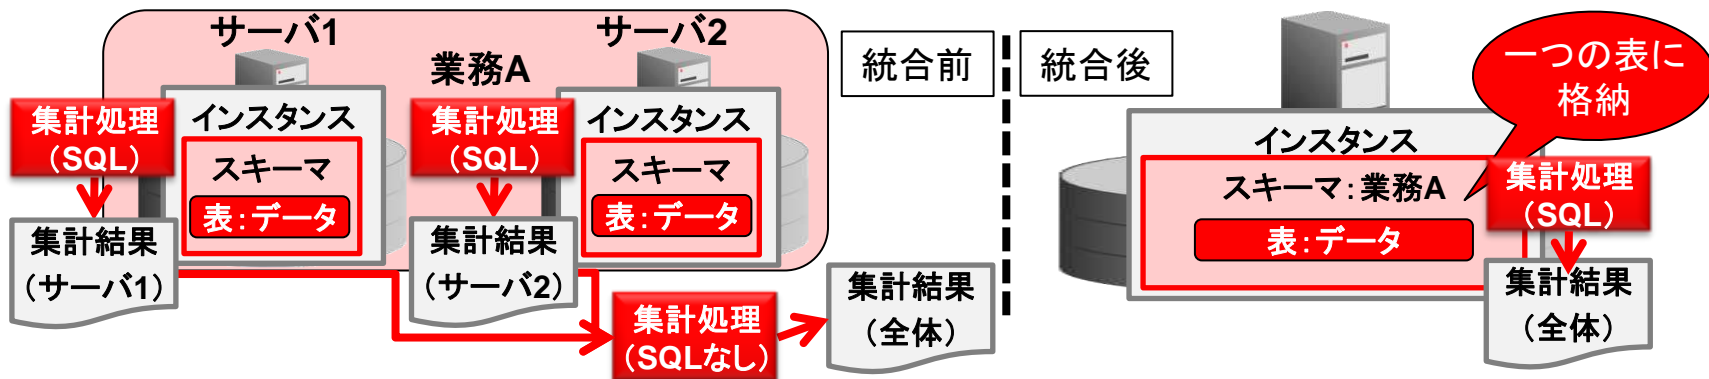 サーバ1
サーバ2
業務A
集計処理
（SQL）
インスタンス
スキーマ
表：データ
集計結果
（サーバ1）
集計処理
（SQL）
インスタンス
スキーマ
表：データ
集計結果
（サーバ2）
集計処理
（SQLなし）
集計結果
（全体）
統合前
統合後
一つの表に
格納
インスタンス
スキーマ：業務A
表：データ
集計処理
（SQL）
集計結果
（全体）